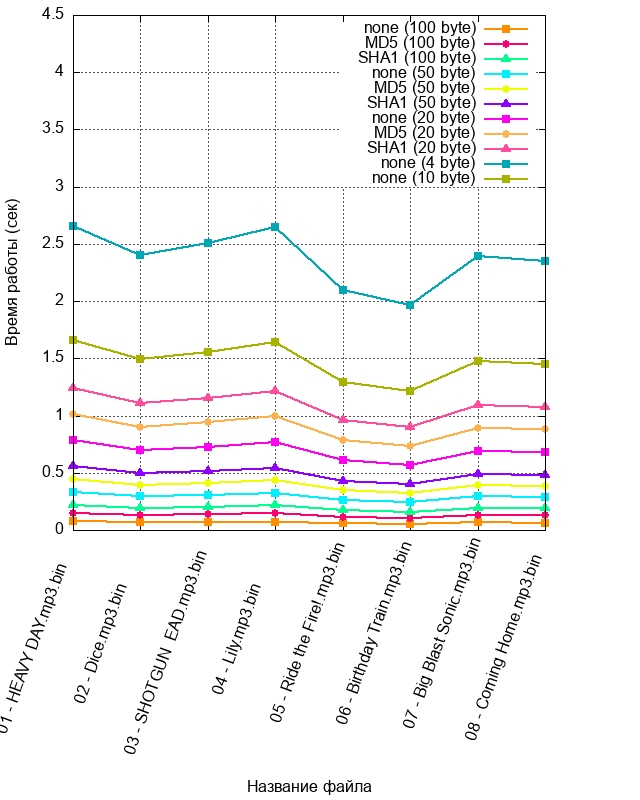 4.5
4
3.5
3
2.5
2
1.5
1
0.5
0
Время работы (сек)
none (100 byte)
MD5 (100 byte)
SHA1 (100 byte)
none (50 byte)
MD5 (50 byte)
SHA1 (50 byte)
none (20 byte)
MD5 (20 byte)
SHA1 (20 byte)
none (4 byte)
none (10 byte)
01 - HEAVY DAY.mp3.bin
02 - Dice.mp3.bin
03 - SHOTGUN EAD.mp3.bin
04 - Lily.mp3.bin
05 - Ride the Fire!.mp3.bin
06 - Birthday Train.mp3.bin
07 - Big Blast Sonic.mp3.bin
08 - Coming Home.mp3.bin
Название файла